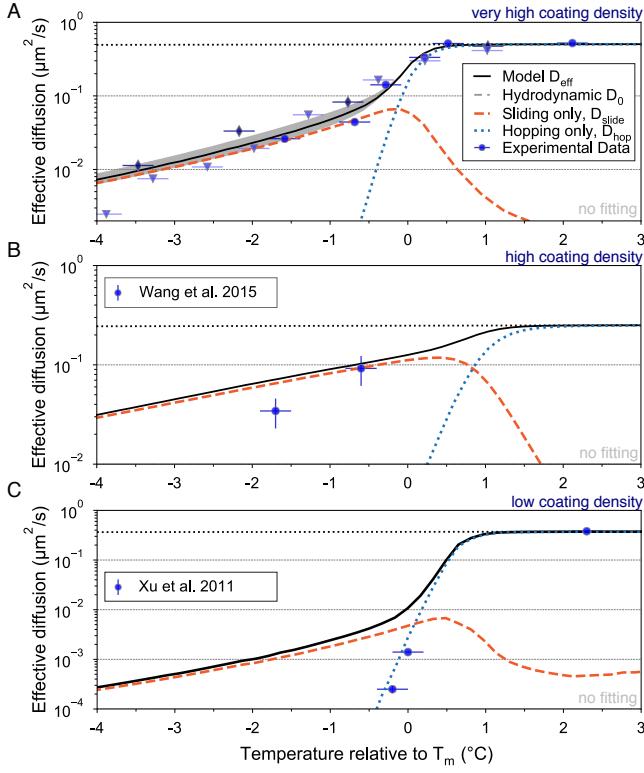 A
very high coating density
Effective diffusion (μm²/s)
10⁰
10⁻¹
10⁻²
Model D_eff
Hydrodynamic D_0
Sliding only, D_slide
Hopping only, D_hop
Experimental Data
no fitting
-4 -3 -2 -1 0 1 2 3
B
high coating density
Effective diffusion (μm²/s)
10⁰
10⁻¹
10⁻²
Wang et al. 2015
no fitting
-4 -3 -2 -1 0 1 2 3
C
low coating density
Effective diffusion (μm²/s)
10⁰
10⁻¹
10⁻²
10⁻³
10⁻⁴
Xu et al. 2011
no fitting
-4 -3 -2 -1 0 1 2 3
Temperature relative to T_m (°C)